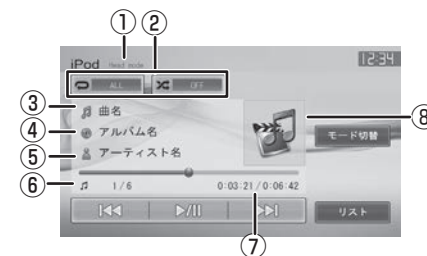 ① ②
iPod Head mode 12:34
ALL OFF
③ 曲名
④ アルバム名
⑤ アーティスト名
⑥ 1/6 0:03:21/0:06:42
⑦
⑧
モード切替
リスト